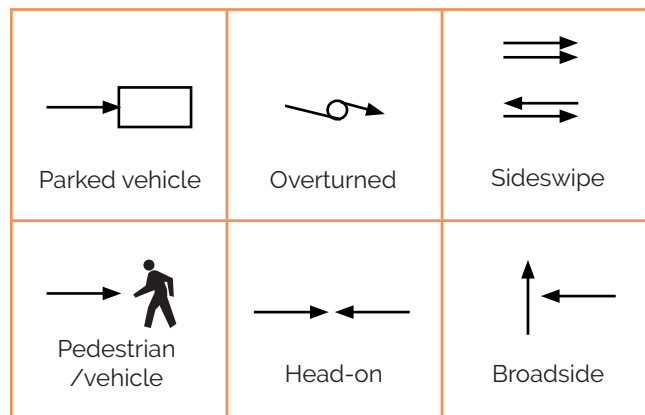 Parked vehicle
Overturned
Sideswipe
Pedestrian
/vehicle
Head-on
Broadside